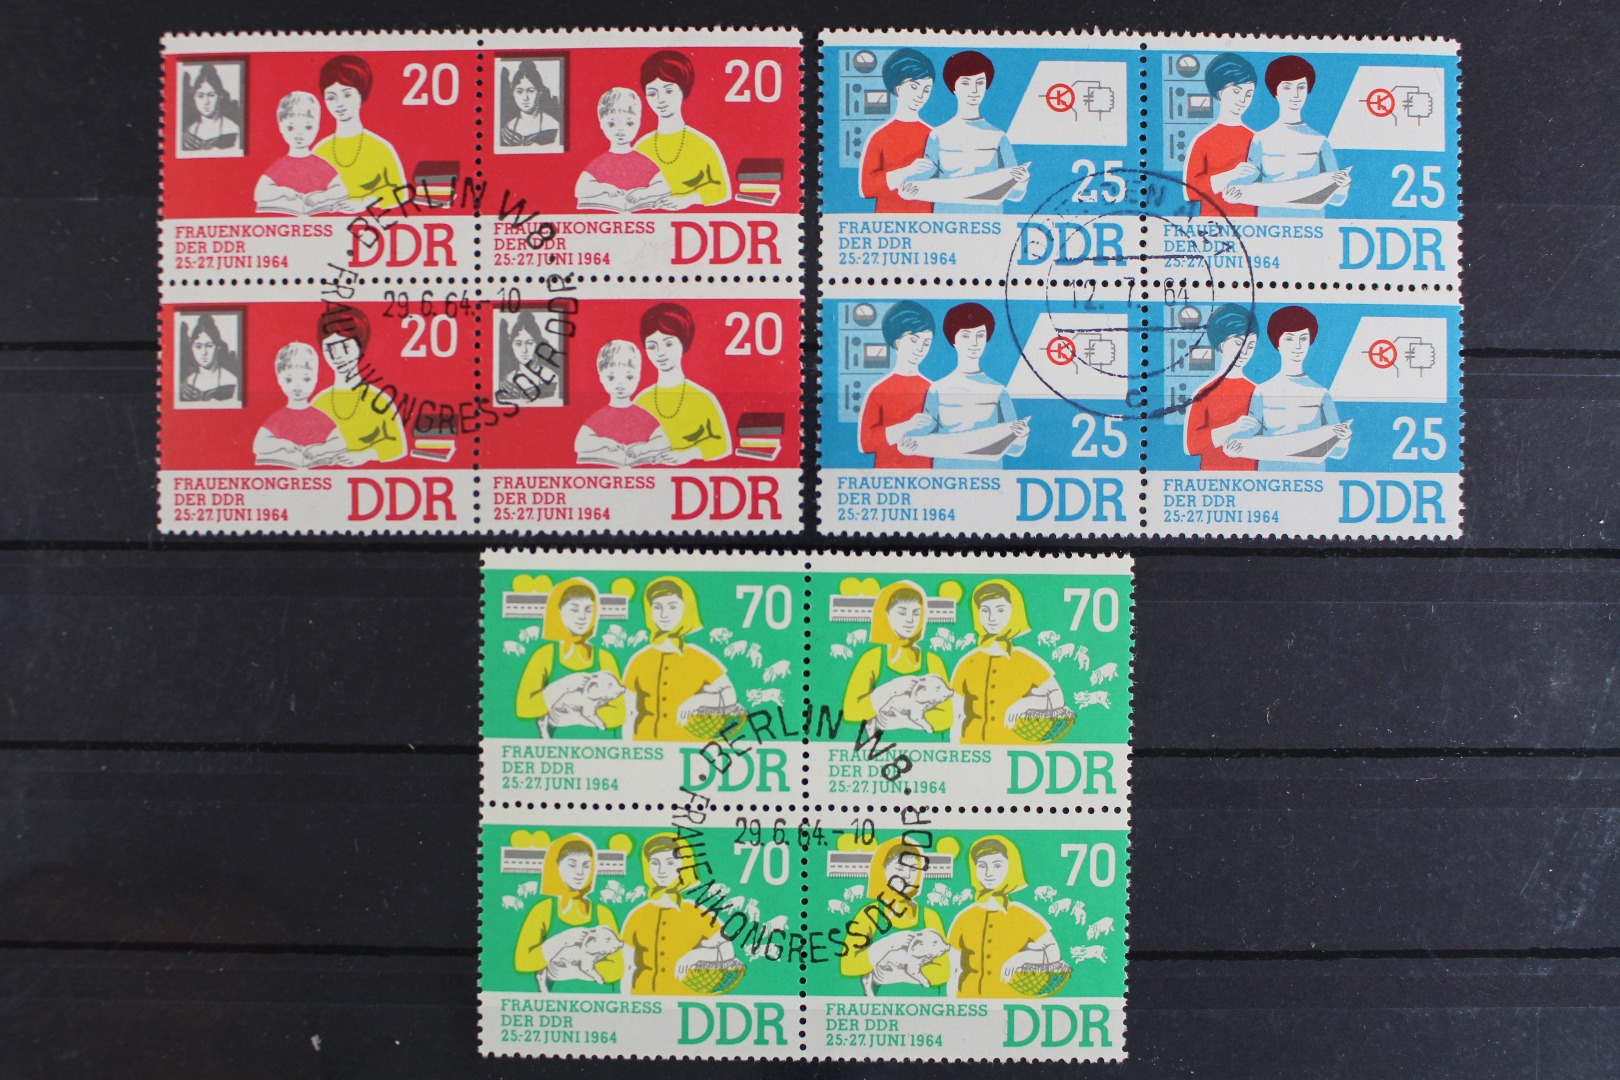 20
FRAUENKONGRESS
DER DDR
25.-27. JUNI 1964
DDR
20
FRAUENKONGRESS
DER DDR
25.-27. JUNI 1964
DDR
20
FRAUENKONGRESS
DER DDR
25.-27. JUNI 1964
DDR
20
FRAUENKONGRESS
DER DDR
25.-27. JUNI 1964
DDR
BERLIN W8
29.6.64.-10
FRAUENKONGRESS DER DDR
K
25
FRAUENKONGRESS
DER DDR
25.-27. JUNI 1964
DDR
K
25
FRAUENKONGRESS
DER DDR
25.-27. JUNI 1964
DDR
K
25
FRAUENKONGRESS
DER DDR
25.-27. JUNI 1964
DDR
K
25
FRAUENKONGRESS
DER DDR
25.-27. JUNI 1964
DDR
12. 7. 64
c
70
FRAUENKONGRESS
DER DDR
25.-27. JUNI 1964
DDR
70
FRAUENKONGRESS
DER DDR
25.-27. JUNI 1964
DDR
70
FRAUENKONGRESS
DER DDR
25.-27. JUNI 1964
DDR
70
FRAUENKONGRESS
DER DDR
25.-27. JUNI 1964
DDR
BERLIN W8
29.6.64.-10
FRAUENKONGRESS DER DDR